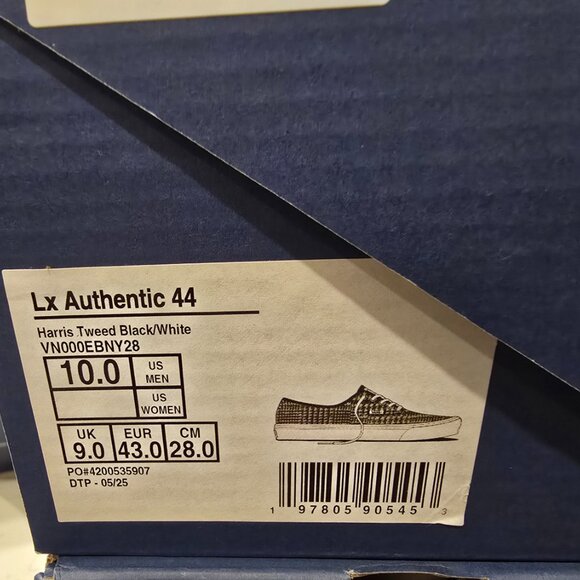 Lx Authentic 44
Harris Tweed Black/White
VN000EBNY28
10.0 US MEN
US WOMEN
UK 9.0 EUR 43.0 CM 28.0
PO#4200535907
DTP - 05/25
1 97805 90545 3